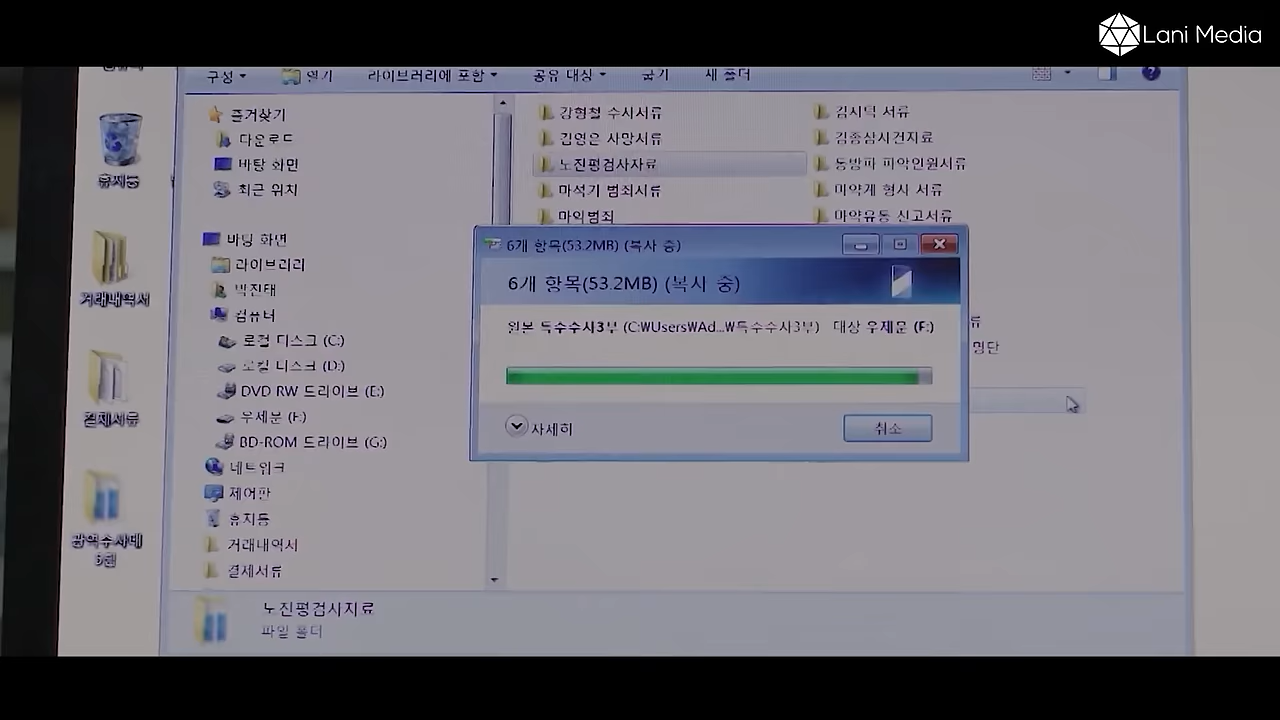 Lani Media
구성 열기 라이브러리에 포함 공유 대상 굽기 새 폴더
즐겨찾기
다운로드
바탕 화면
최근 위치
바탕 화면
라이브러리
박진태
컴퓨터
로컬 디스크 (C:)
로컬 디스크 (D:)
DVD RW 드라이브 (E:)
우제문 (F:)
BD-ROM 드라이브 (G:)
네트워크
제어판
휴지통
거래내역서
결제서류
강형철 수사서류
김영은 사망서류
노진평검사자료
마석기 범죄서류
마약범죄
김시덕 서류
김종삼사건자료
동방파 피악인원서류
마약계 형사 서류
마약유통 신고서류
류
명단
6개 항목(53.2MB) (복사 중)
6개 항목(53.2MB) (복사 중)
원본 특수수사3부 (C:₩Users₩Ad...₩특수수사3부) 대상 우제문 (F:)
자세히
취소
휴지통
거래내역서
결제서류
광역수사대
노진평검사자료
파일 폴더